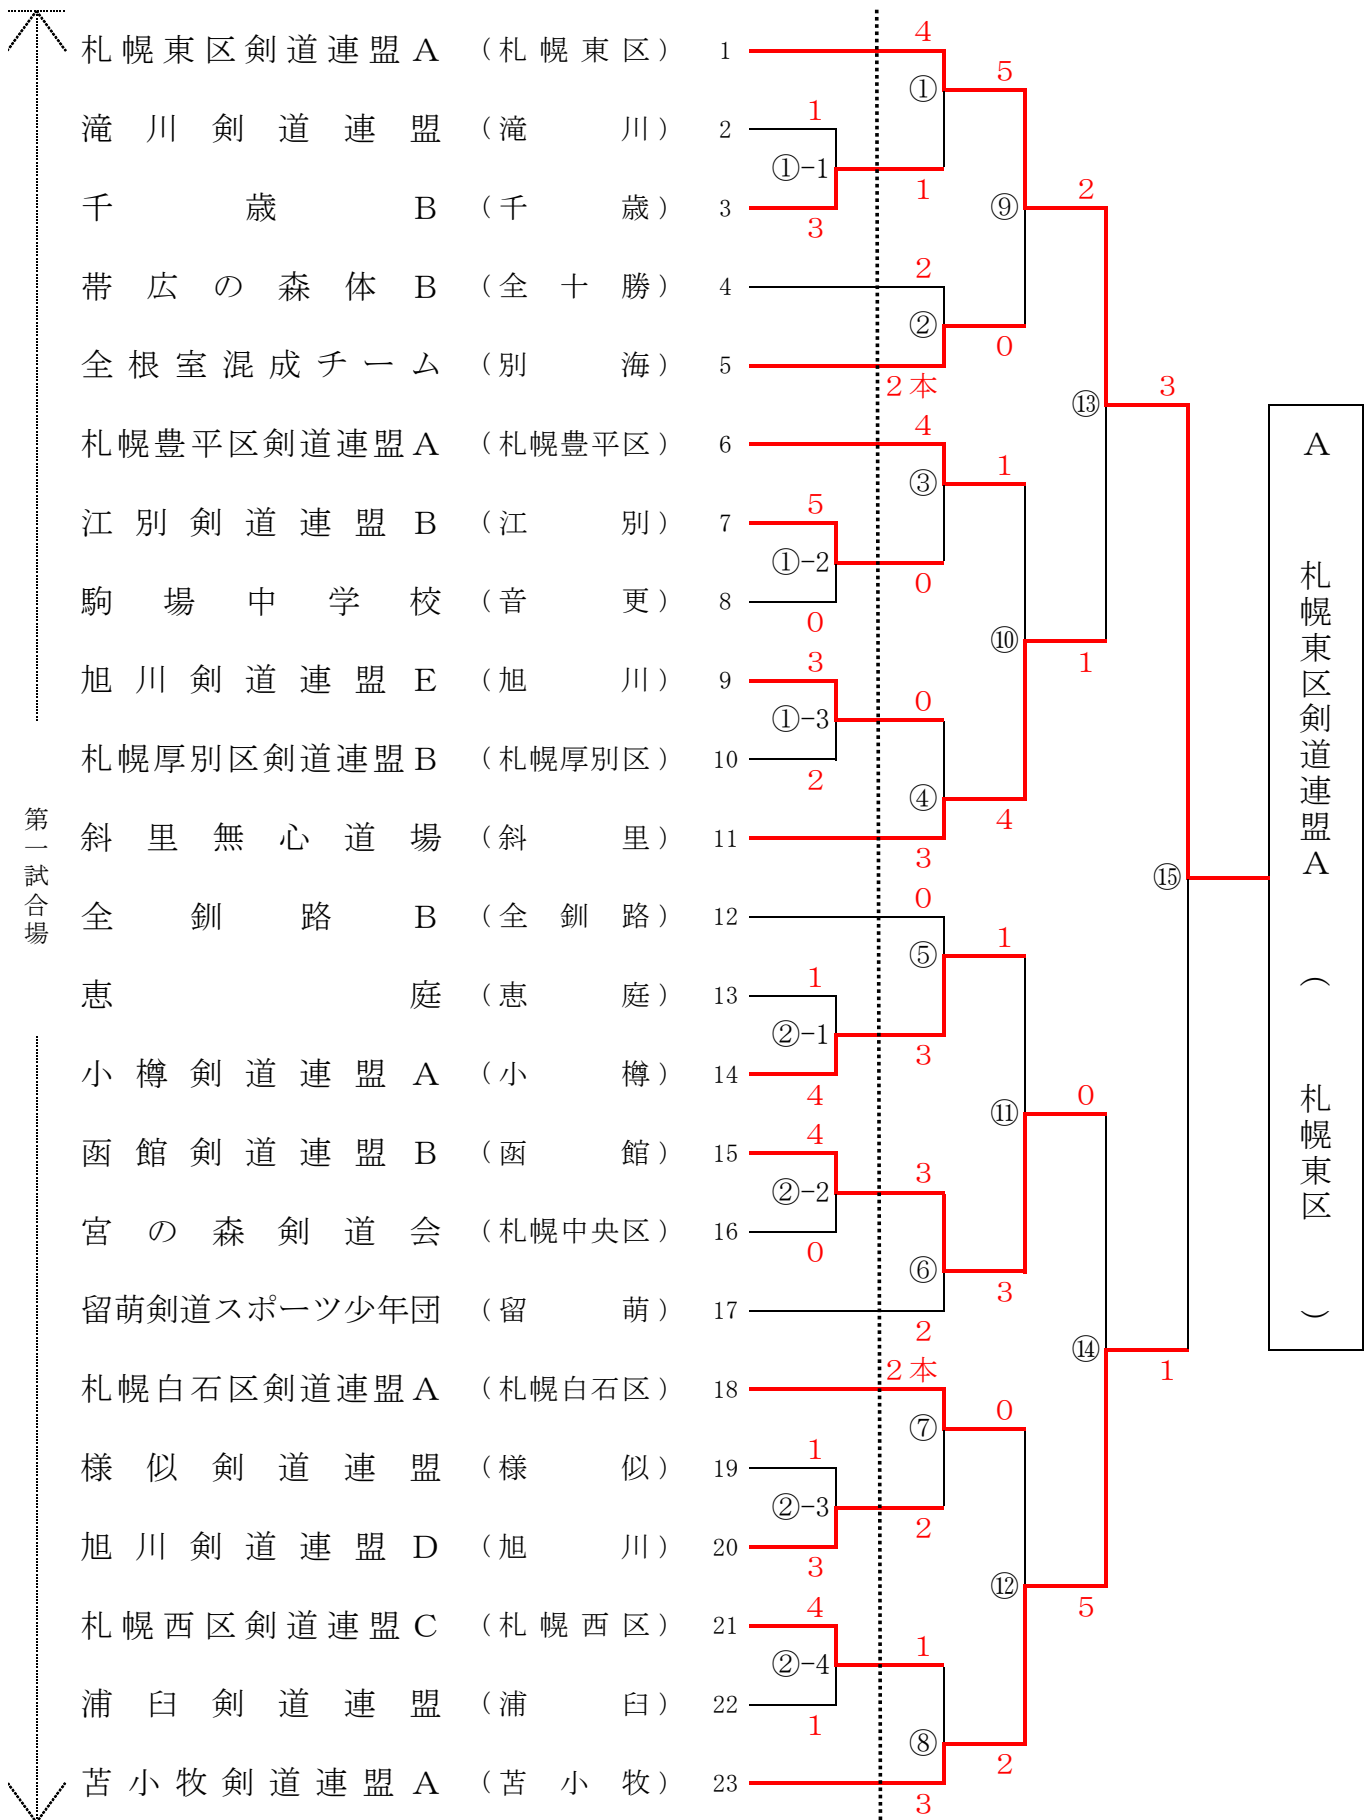 札幌東区剣道連盟A （札幌東区） 1
滝川剣道連盟 （滝川） 2
千歳B （千歳） 3
帯広の森体B （全十勝） 4
全根室混成チーム （別海） 5
札幌豊平区剣道連盟A （札幌豊平区） 6
江別剣道連盟B （江別） 7
駒場中学校 （音更） 8
旭川剣道連盟E （旭川） 9
札幌厚別区剣道連盟B （札幌厚別区） 10
斜里無心道場 （斜里） 11
全釧路B （全釧路） 12
恵庭 （恵庭） 13
小樽剣道連盟A （小樽） 14
函館剣道連盟B （函館） 15
宮の森剣道会 （札幌中央区） 16
留萌剣道スポーツ少年団 （留萌） 17
札幌白石区剣道連盟A （札幌白石区） 18
様似剣道連盟 （様似） 19
旭川剣道連盟D （旭川） 20
札幌西区剣道連盟C （札幌西区） 21
浦臼剣道連盟 （浦臼） 22
苫小牧剣道連盟A （苫小牧） 23
第一試合場
1 ①-1 3
5 ①-2 0
3 ①-3 2
1 ②-1 4
4 ②-2 0
1 ②-3 3
4 ②-4 1
4 ① 1
2 ② 2本
4 ③ 0
0 ④ 3
0 ⑤ 3
3 ⑥ 2
2本 ⑦ 2
1 ⑧ 3
5 ⑨ 0
1 ⑩ 4
1 ⑪ 3
0 ⑫ 2
2 ⑬ 1
0 ⑭ 5
3 ⑮ 1
A 札幌東区剣道連盟A （札幌東区）